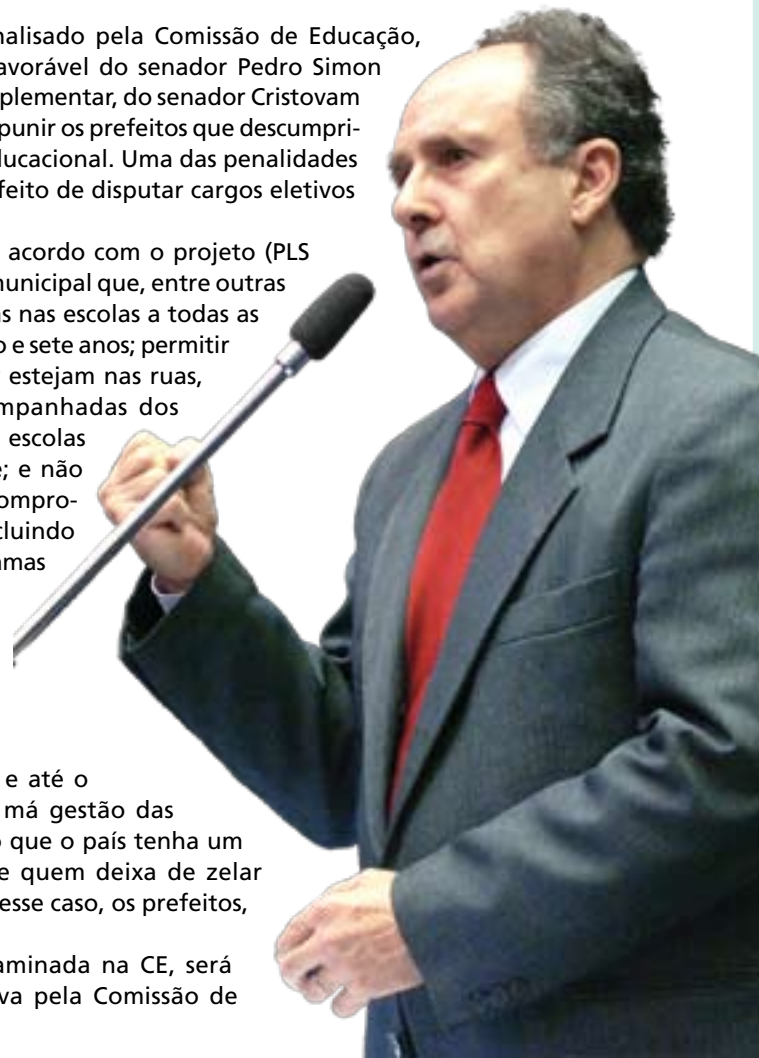 nalisado pela Comissão de Educação,
avorável do senador Pedro Simon
plementar, do senador Cristovam
punir os prefeitos que descumpri-
ducacional. Uma das penalidades
feito de disputar cargos eletivos
acordo com o projeto (PLS
municipal que, entre outras
as nas escolas a todas as
o e sete anos; permitir
estejam nas ruas,
mpanhadas dos
escolas
e; e não
compro-
cluindo
amas
e até o
má gestão das
o que o país tenha um
e quem deixa de zelar
esse caso, os prefeitos,
aminada na CE, será
va pela Comissão de